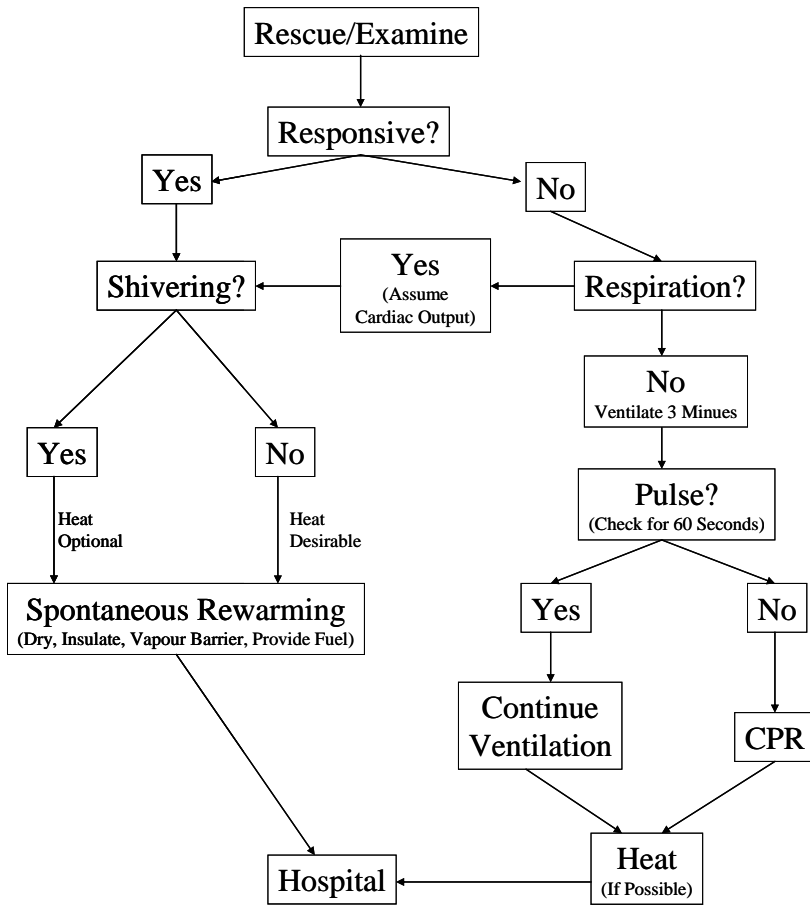 Rescue/Examine
Responsive?
Yes
No
Shivering?
Yes
(Assume
Cardiac Output)
Respiration?
No
Ventilate 3 Minues
Yes
No
Pulse?
(Check for 60 Seconds)
Heat
Optional
Heat
Desirable
Spontaneous Rewarming
(Dry, Insulate, Vapour Barrier, Provide Fuel)
Yes
No
Continue
Ventilation
CPR
Heat
(If Possible)
Hospital